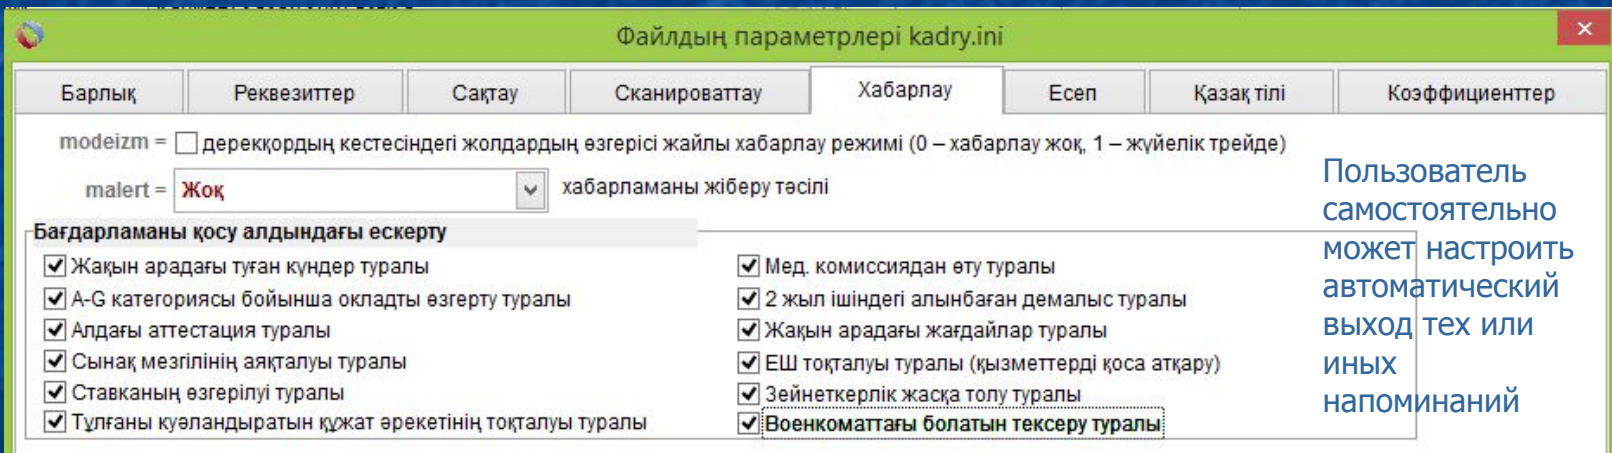 Файлдың параметрлері kadry.ini
Барлық
Реквезиттер
Сақтау
Сканироваттау
Хабарлау
Есеп
Қазақ тілі
Коэффициенттер
modeizm = дерекқордың кестесіндегі жолдардың өзгерісі жайлы хабарлау режимі (0 – хабарлау жоқ, 1 – жүйелік трейде)
malert = Жоқ хабарламаны жіберу тәсілі
Бағдарламаны қосу алдындағы ескерту
Жақын арадағы туған күндер туралы
A-G категориясы бойынша окладты өзгерту туралы
Алдағы аттестация туралы
Сынақ мезгілінің аяқталуы туралы
Ставканың өзгерілуі туралы
Тұлғаны куәландыратын құжат әрекетінің тоқталуы туралы
Мед. комиссиядан өту туралы
2 жыл ішіндегі алынбаған демалыс туралы
Жақын арадағы жағдайлар туралы
ЕШ тоқталуы туралы (қызметтерді қоса атқару)
Зейнеткерлік жасқа толу туралы
Военкоматтағы болатын тексеру туралы
Пользователь
самостоятельно
может настроить
автоматический
выход тех или
иных
напоминаний